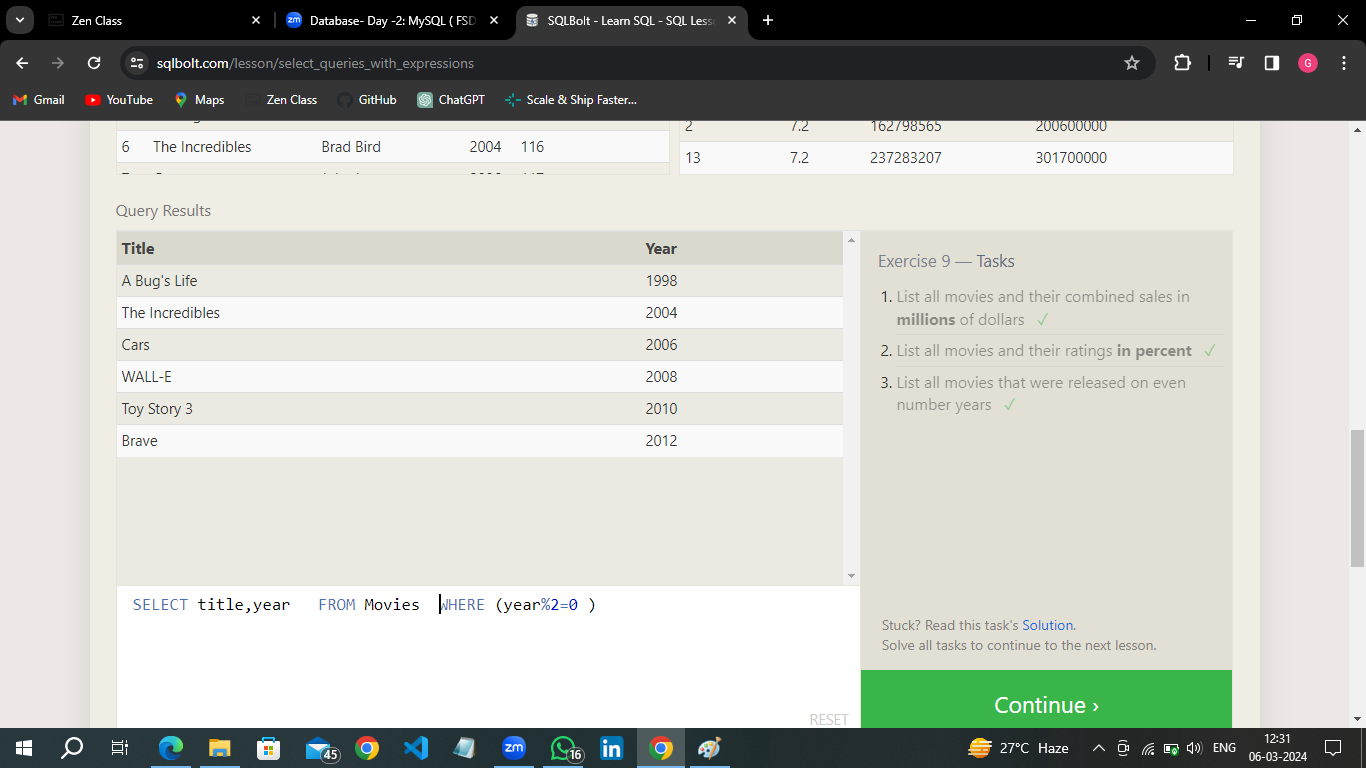 Zen Class
Database- Day -2: MySQL ( FSD
SQLBolt - Learn SQL - SQL Less
sqlbolt.com/lesson/select_queries_with_expressions
G
Gmail
YouTube
Maps
Zen Class
GitHub
ChatGPT
Scale & Ship Faster...
2 7.2 162798565 200600000
6 The Incredibles Brad Bird 2004 116
13 7.2 237283207 301700000
Query Results
Title Year
A Bug's Life 1998
The Incredibles 2004
Cars 2006
WALL-E 2008
Toy Story 3 2010
Brave 2012
Exercise 9 — Tasks
1. List all movies and their combined sales in
millions of dollars ✓
2. List all movies and their ratings in percent ✓
3. List all movies that were released on even
number years ✓
SELECT title,year FROM Movies WHERE (year%2=0 )
RESET
Stuck? Read this task's Solution.
Solve all tasks to continue to the next lesson.
Continue ›
zm
45
zm
16
in
27°C Haze
ENG
12:31
06-03-2024